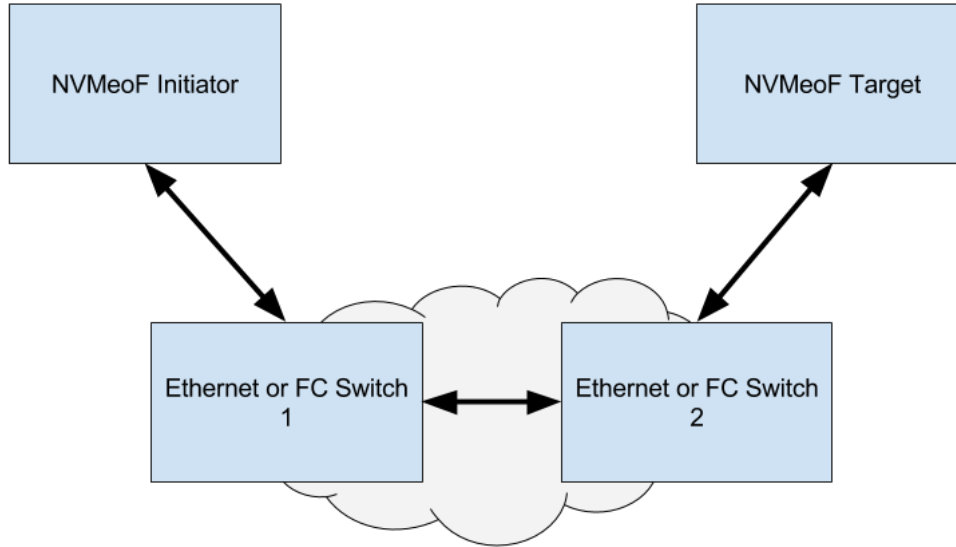 NVMeoF Initiator
NVMeoF Target
Ethernet or FC Switch
1
Ethernet or FC Switch
2